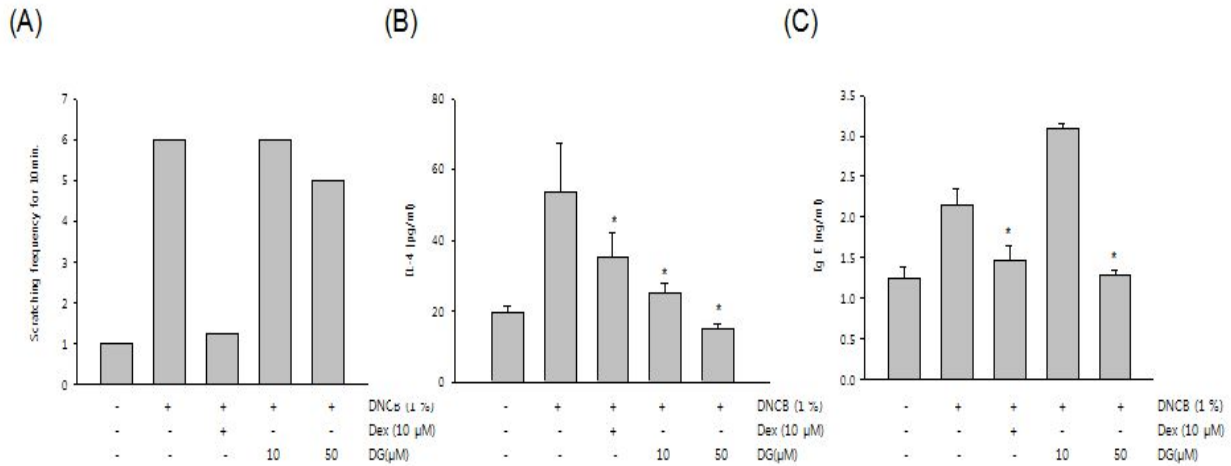 (A)
(B)
(C)
Scratching frequency for 10min.
7
6
5
4
3
2
1
0
IL-4 (pg/ml)
80
60
40
20
0
*
*
*
Ig E (ng/ml)
3.5
3.0
2.5
2.0
1.5
1.0
0.5
0.0
*
*
- + + + + DNCB (1 %)
- - + - - Dex (10 µM)
- - - 10 50 DG(µM)
- + + + + DNCB (1 %)
- - + - - Dex (10 µM)
- - - 10 50 DG(µM)
- + + + + DNCB (1 %)
- - + - - Dex (10 µM)
- - - 10 50 DG(µM)